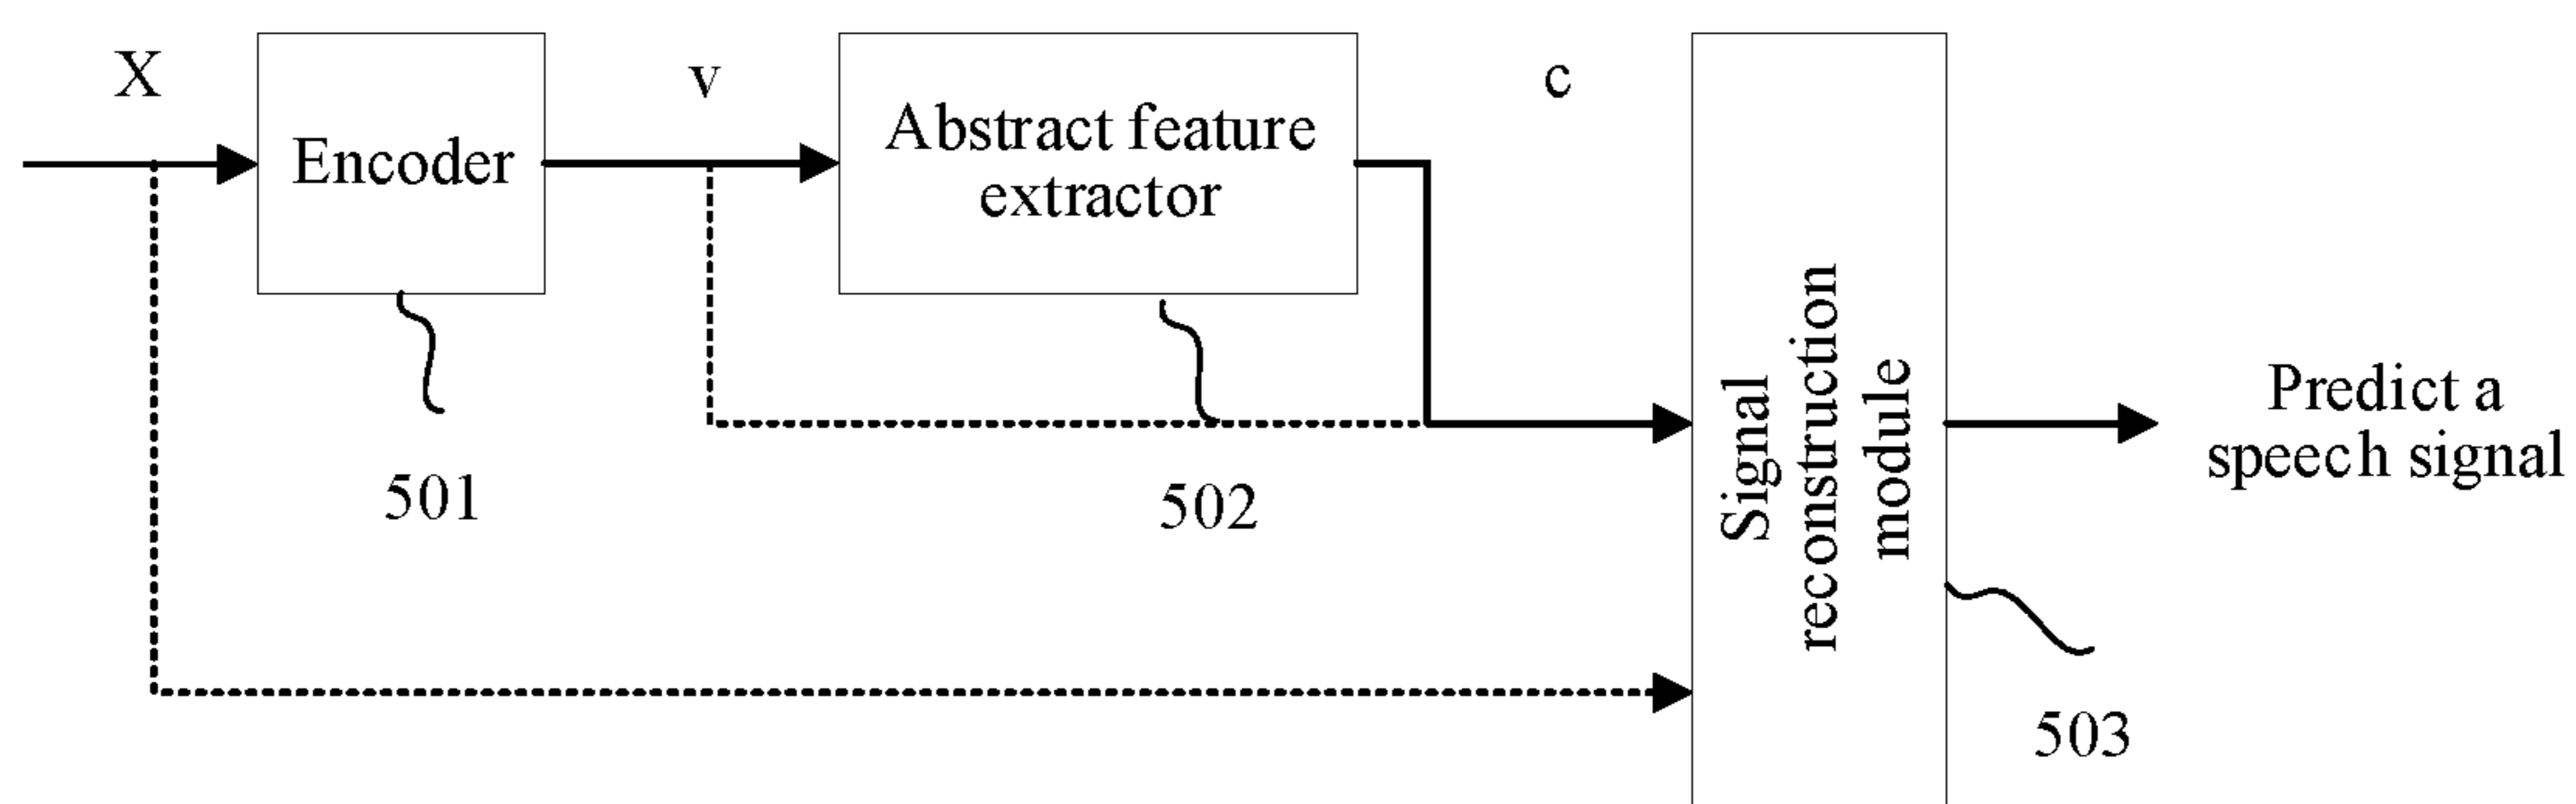 X
v
c
Encoder
Abstract feature
extractor
Signal
reconstruction
module
Predict a
speech signal
501
502
503